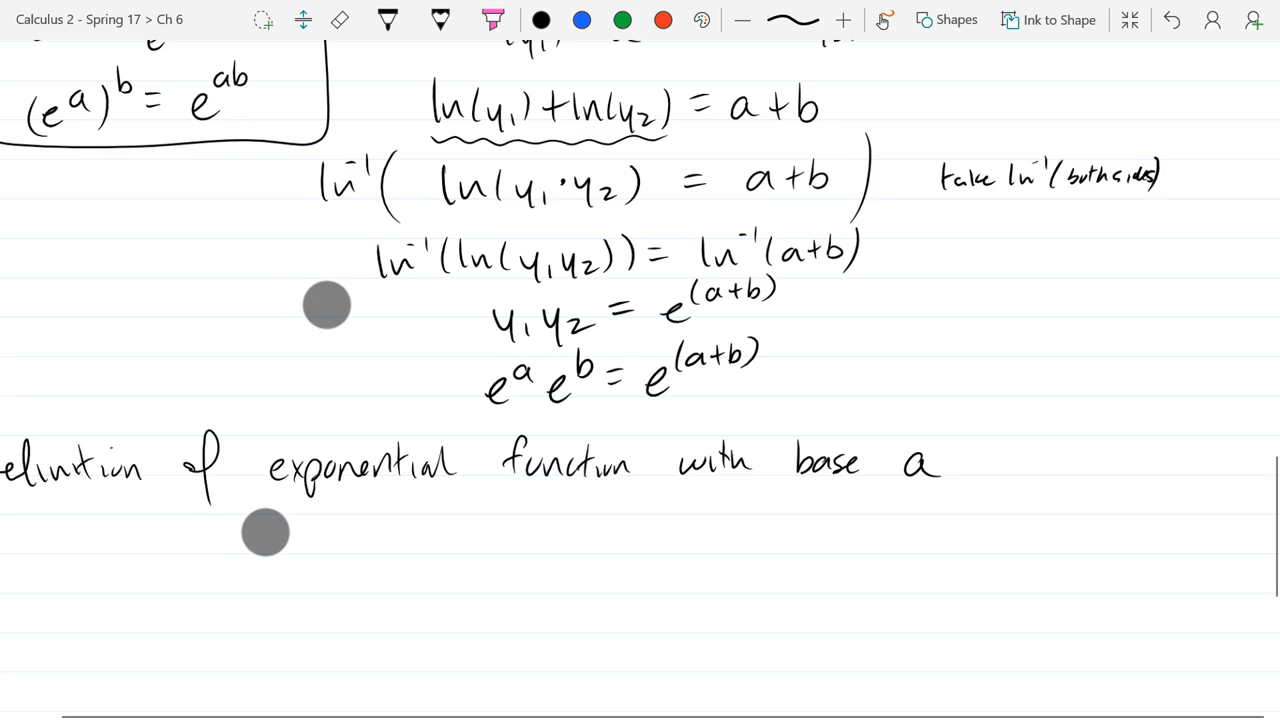 Calculus 2 - Spring 17 > Ch 6
Shapes
Ink to Shape
(e^a)^b = e^{ab}
ln(y₁)+ln(y₂) = a+b
ln⁻¹( ln(y₁·y₂) = a+b ) take ln⁻¹(both sides)
ln⁻¹(ln(y₁y₂)) = ln⁻¹(a+b)
y₁y₂ = e^{(a+b)}
e^a e^b = e^{(a+b)}
efinition of exponential function with base a